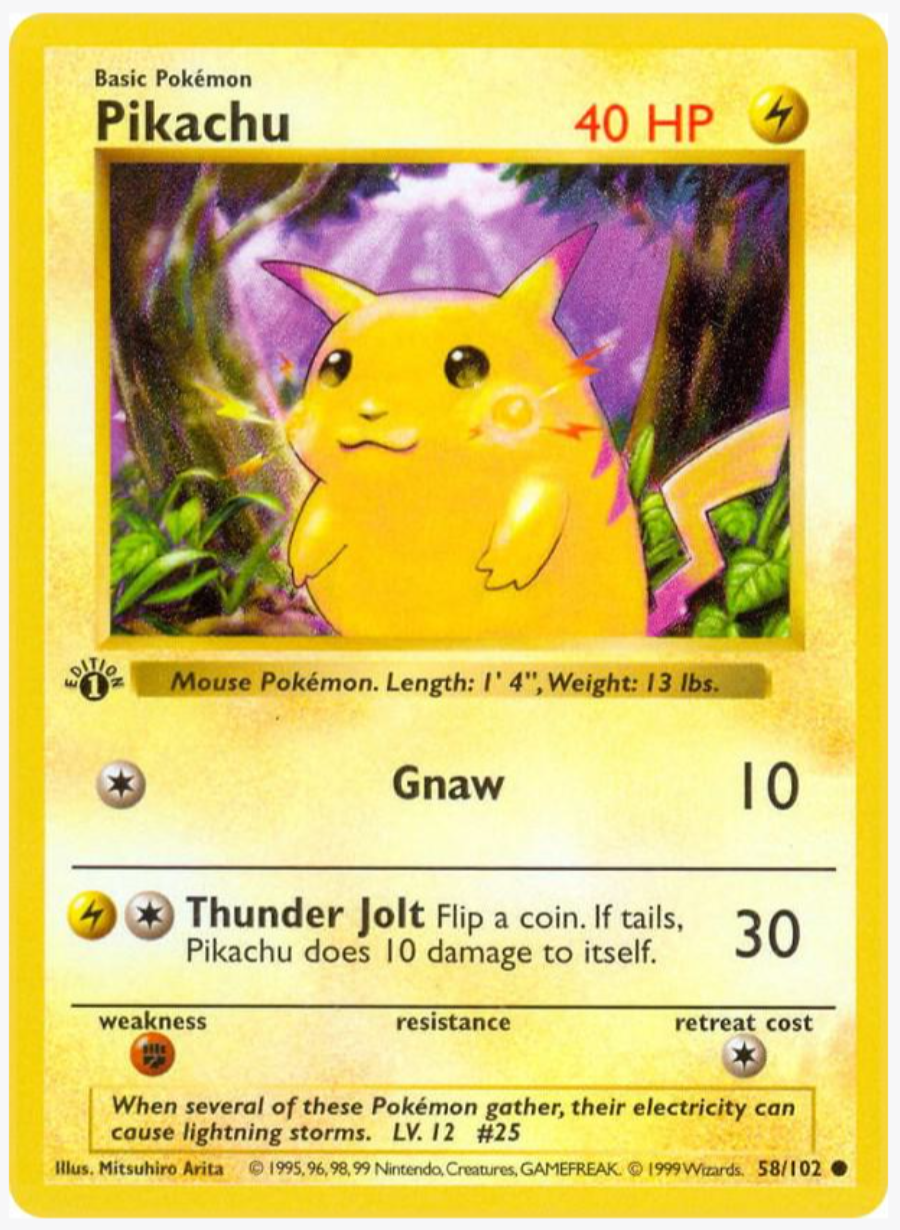 Basic Pokémon
Pikachu 40 HP
EDITION 1
Mouse Pokémon. Length: 1' 4", Weight: 13 lbs.
Gnaw 10
Thunder Jolt Flip a coin. If tails, 30
Pikachu does 10 damage to itself.
weakness resistance retreat cost
When several of these Pokémon gather, their electricity can
cause lightning storms. LV. 12 #25
Illus. Mitsuhiro Arita © 1995, 96, 98, 99 Nintendo, Creatures, GAMEFREAK. © 1999 Wizards. 58/102